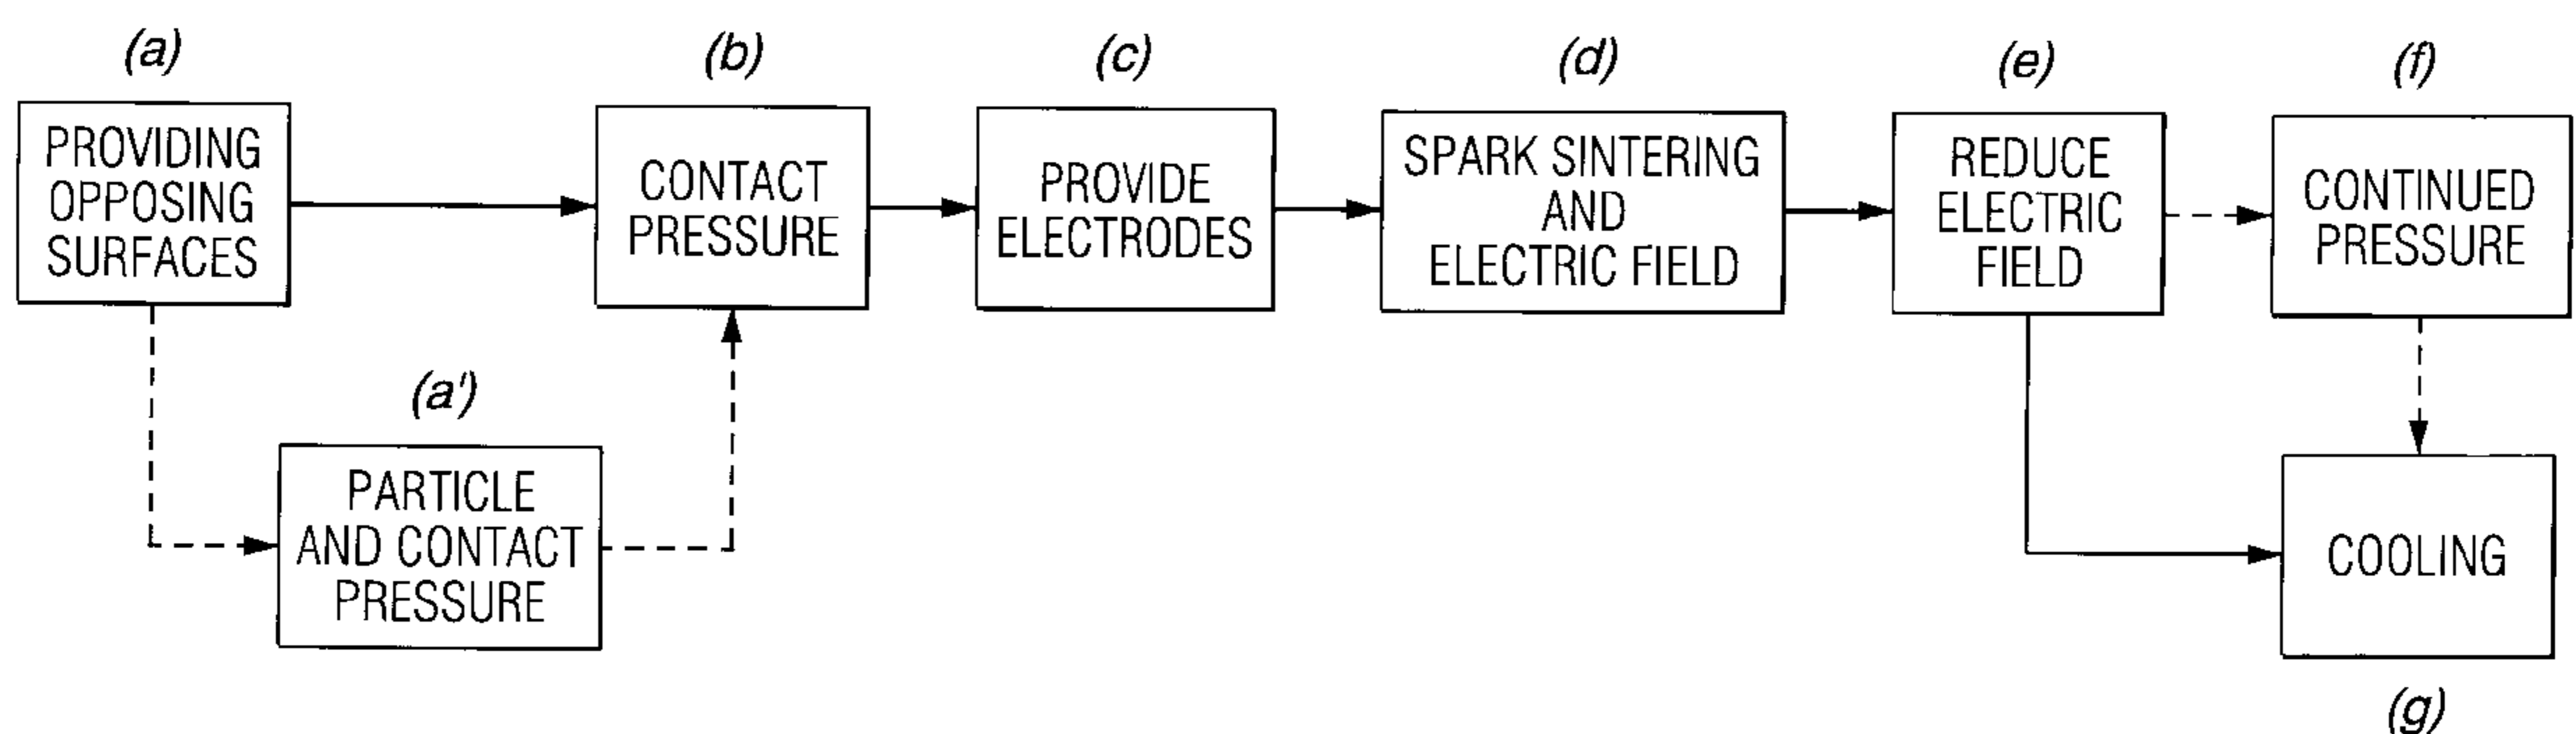 (a)
PROVIDING
OPPOSING
SURFACES
(b)
CONTACT
PRESSURE
(c)
PROVIDE
ELECTRODES
(d)
SPARK SINTERING
AND
ELECTRIC FIELD
(e)
REDUCE
ELECTRIC
FIELD
(f)
CONTINUED
PRESSURE
(a')
PARTICLE
AND CONTACT
PRESSURE
COOLING
(g)